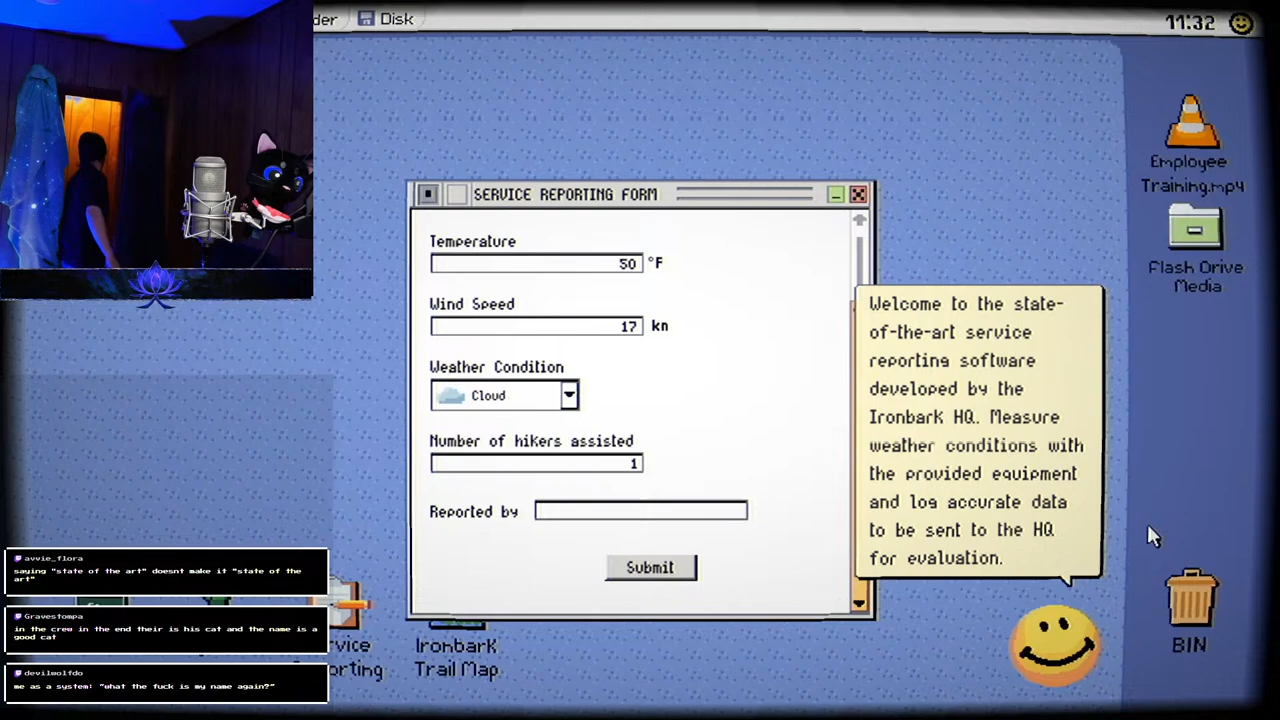 der
Disk
11:32
Employee
Training.mp4
Flash Drive
Media
SERVICE REPORTING FORM
Temperature
50 °F
Wind Speed
17 kn
Weather Condition
Cloud
Number of hikers assisted
1
Reported by
Submit
Welcome to the state-
of-the-art service
reporting software
developed by the
Ironbark HQ. Measure
weather conditions with
the provided equipment
and log accurate data
to be sent to the HQ
for evaluation.
BIN
rvice
orting
Ironbark
Trail Map
avvie_flora
saying "state of the art" doesnt make it "state of the
art"
Gravestompa
in the crew in the end their is his cat and the name is a
good cat
devilwolfdo
me as a system: "what the fuck is my name again?"